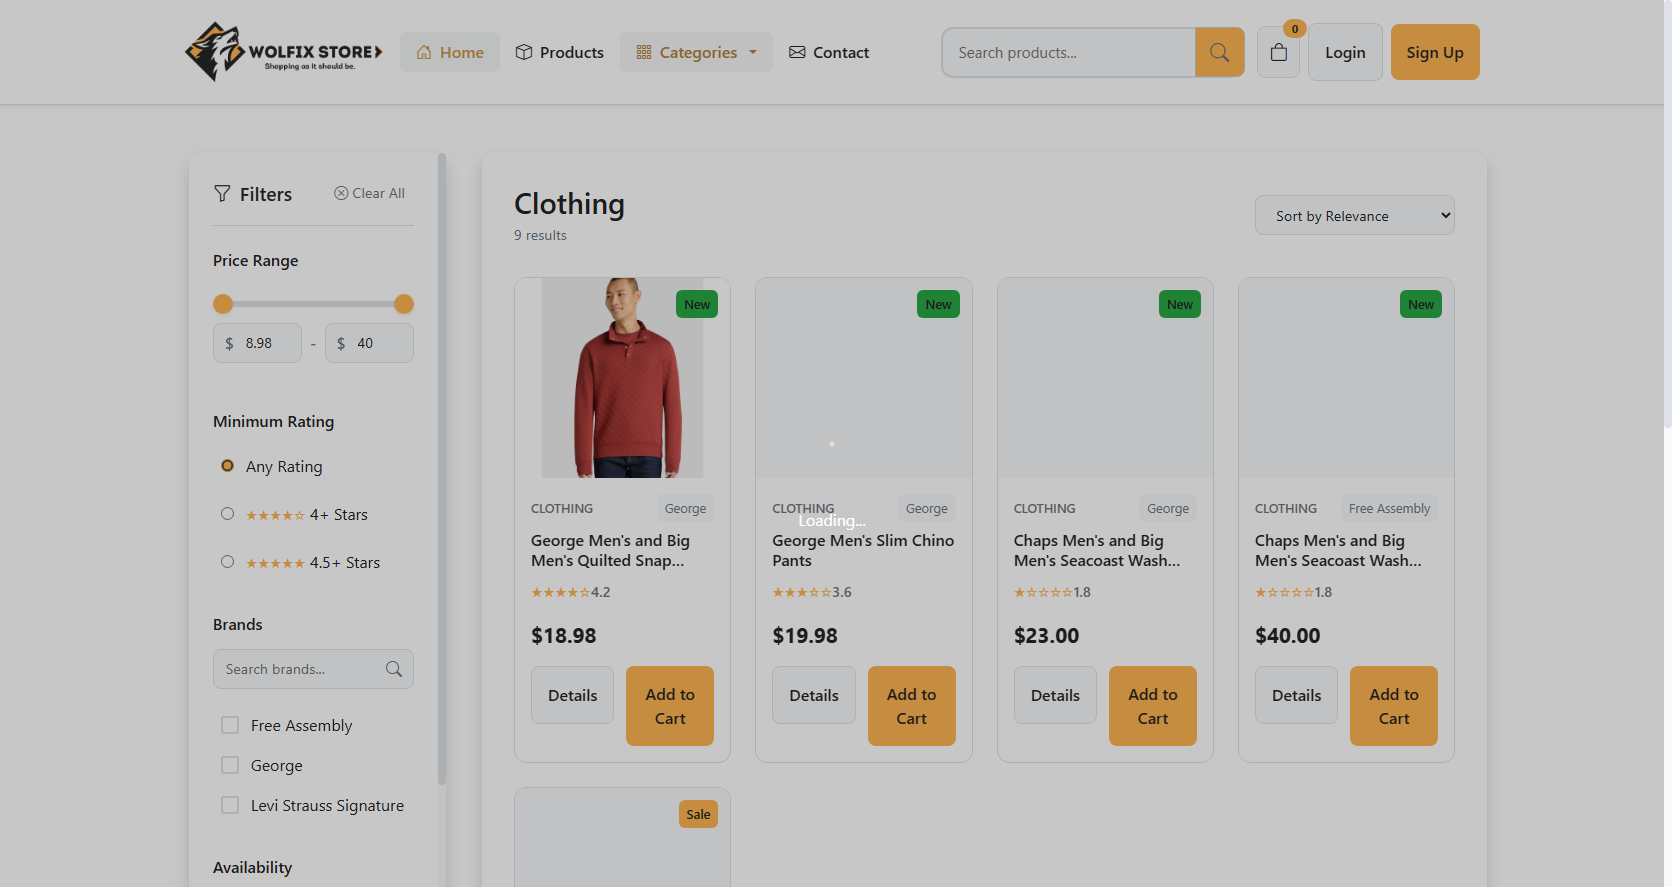 WOLFIX STORE
Shopping as it should be.
Home
Products
Categories
Contact
Search products...
0
Login
Sign Up
Filters
Clear All
Price Range
$ 8.98 - $ 40
Minimum Rating
Any Rating
★★★★☆ 4+ Stars
★★★★★ 4.5+ Stars
Brands
Search brands...
Free Assembly
George
Levi Strauss Signature
Availability
Clothing
9 results
Sort by Relevance
New
CLOTHING
George
George Men's and Big
Men's Quilted Snap...
★★★★☆4.2
$18.98
Details
Add to
Cart
New
CLOTHING
George
Loading...
George Men's Slim Chino
Pants
★★★☆☆3.6
$19.98
Details
Add to
Cart
New
CLOTHING
George
Chaps Men's and Big
Men's Seacoast Wash...
★☆☆☆☆1.8
$23.00
Details
Add to
Cart
New
CLOTHING
Free Assembly
Chaps Men's and Big
Men's Seacoast Wash...
★☆☆☆☆1.8
$40.00
Details
Add to
Cart
Sale